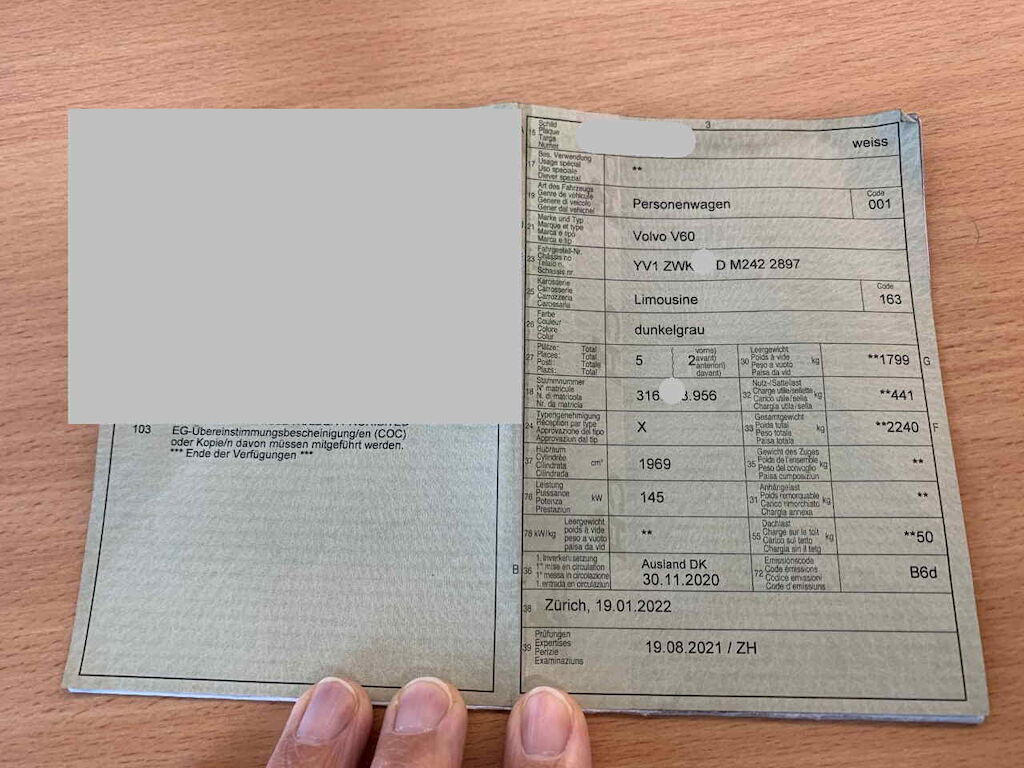 103
EG-Übereinstimmungsbescheinigung/en (COC)
oder Kopie/n davon müssen mitgeführt werden.
*** Ende der Verfügungen ***
3
A 15 Schild
Plaque
Targa
Numer
weiss
17 Bes. Verwendung
Usage spécial
Uso speciale
Diever spezial
**
19 Art des Fahrzeugs
Genre de véhicule
Genere di veicolo
Gener dal vehichel
Personenwagen
Code
001
21 Marke und Typ
Marque et type
Marca e tipo
Marca e tip
Volvo V60
23 Fahrgestell-Nr.
Châssis no
Telaio n.
Schassis nr.
YV1 ZWK D M242 2897
25 Karosserie
Carrosserie
Carrozzeria
Carossaria
Limousine
Code
163
26 Farbe
Couleur
Colore
Colur
dunkelgrau
27 Plätze: Total
Places: Total
Posti: Totale
Plazs: Total
5
( 2 vorne)
avant)
anteriori)
davant)
30 Leergewicht
Poids à vide
Peso a vuoto
Paisa da vid
kg
**1799 G
18 Stammnummer
N° matricule
N. di matricola
Nr. da matricla
316 3.956
32 Nutz-/Sattellast
Charge utile/sellette
Carico utile/sella
Chargia utila/sella
kg
**441
24 Typengenehmigung
Réception par type
Approvazione del tipo
Approvaziun dal tip
X
33 Gesamtgewicht
Poids total
Peso totale
Paisa totala
kg
**2240 F
37 Hubraum
Cylindrée
Cilindrata
Cilindrada
cm³
1969
35 Gewicht des Zuges
Poids de l'ensemble
Peso del convoglio
Paisa cumposiziun
kg
**
76 Leistung
Puissance
Potenza
Prestaziun
kW
145
31 Anhängelast
Poids remorquable
Carico rimorchiato
Chargia annexa
kg
**
78 kW/kg
Leergewicht
poids à vide
peso a vuoto
paisa da vid
**
55 Dachlast
Charge sur le toit
Carico sul tetto
Chargia sin il tetg
kg
**50
B 36 1. Inverkehrsetzung
1re mise en circulation
1a messa in circolazione
1. entrada en circulaziun
Ausland DK
30.11.2020
72 Emissionscode
Code émissions
Codice emissioni
Code d'emissiuns
B6d
38 Zürich, 19.01.2022
39 Prüfungen
Expertises
Perizie
Examinaziuns
19.08.2021 / ZH